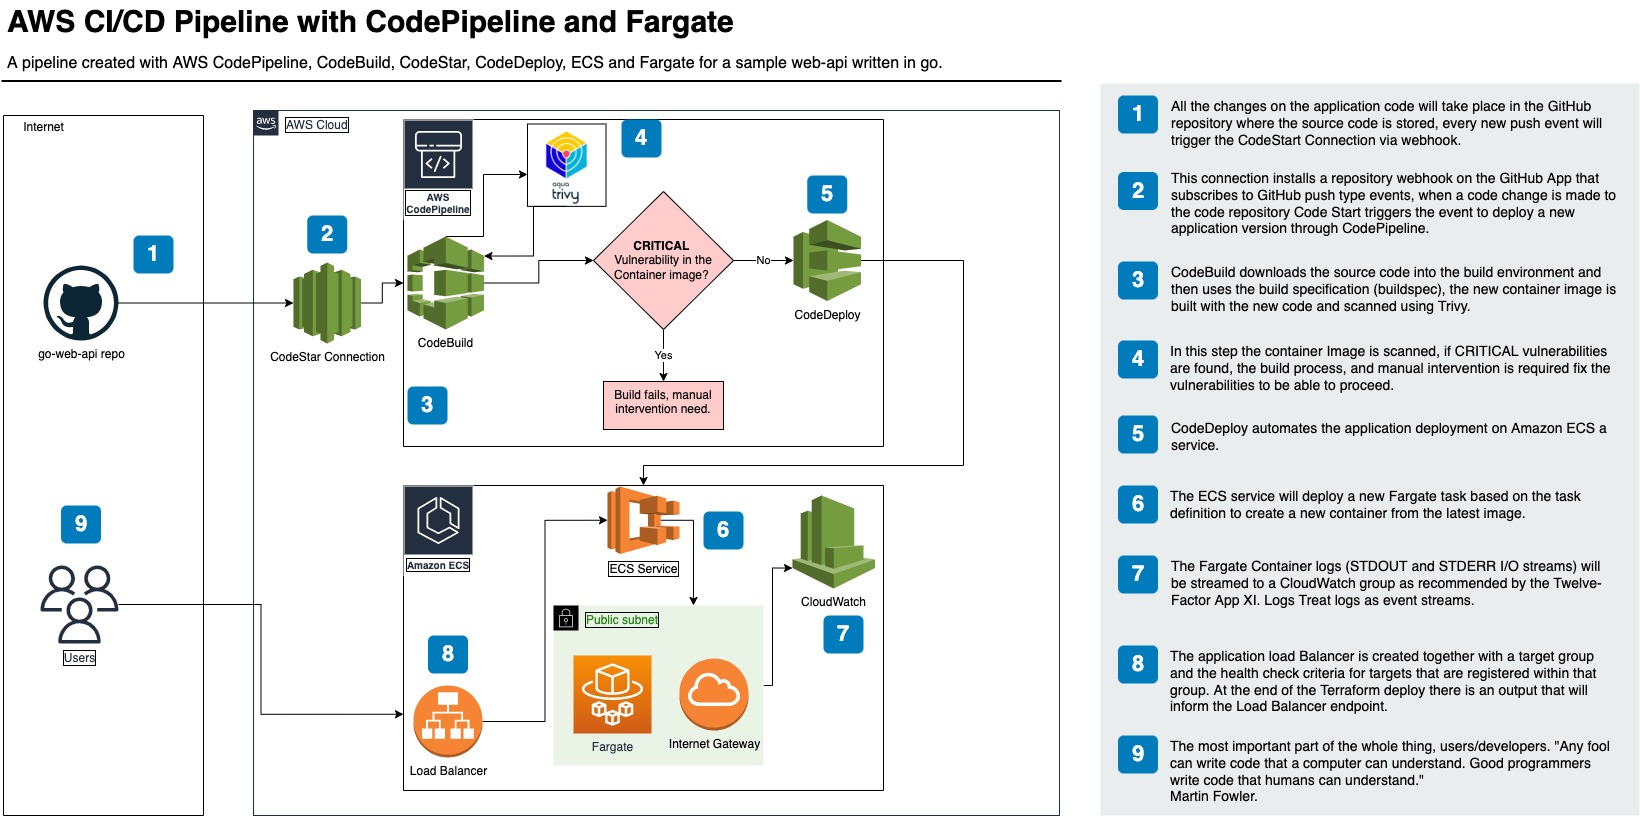 AWS CI/CD Pipeline with CodePipeline and Fargate
A pipeline created with AWS CodePipeline, CodeBuild, CodeStar, CodeDeploy, ECS and Fargate for a sample web-api written in go.
Internet
1
go-web-api repo
9
Users
aws
AWS Cloud
2
CodeStar Connection
AWS
CodePipeline
aqua
trivy
4
CodeBuild
3
CRITICAL
Vulnerability in the
Container image?
No
Yes
Build fails, manual
intervention need.
5
CodeDeploy
Amazon ECS
ECS Service
6
CloudWatch
7
Public subnet
Fargate
Internet Gateway
8
Load Balancer
1
All the changes on the application code will take place in the GitHub
repository where the source code is stored, every new push event will
trigger the CodeStart Connection via webhook.
2
This connection installs a repository webhook on the GitHub App that
subscribes to GitHub push type events, when a code change is made to
the code repository Code Start triggers the event to deploy a new
application version through CodePipeline.
3
CodeBuild downloads the source code into the build environment and
then uses the build specification (buildspec), the new container image is
built with the new code and scanned using Trivy.
4
In this step the container Image is scanned, if CRITICAL vulnerabilities
are found, the build process, and manual intervention is required fix the
vulnerabilities to be able to proceed.
5
CodeDeploy automates the application deployment on Amazon ECS a
service.
6
The ECS service will deploy a new Fargate task based on the task
definition to create a new container from the latest image.
7
The Fargate Container logs (STDOUT and STDERR I/O streams) will
be streamed to a CloudWatch group as recommended by the Twelve-
Factor App XI. Logs Treat logs as event streams.
8
The application load Balancer is created together with a target group
and the health check criteria for targets that are registered within that
group. At the end of the Terraform deploy there is an output that will
inform the Load Balancer endpoint.
9
The most important part of the whole thing, users/developers. "Any fool
can write code that a computer can understand. Good programmers
write code that humans can understand."
Martin Fowler.